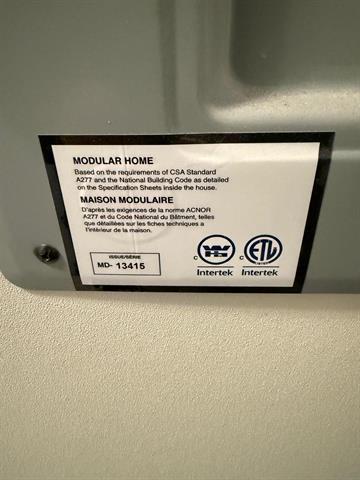 MODULAR HOME
Based on the requirements of CSA Standard
A277 and the National Building Code as detailed
on the Specification Sheets inside the house.
MAISON MODULAIRE
D'après les exigences de la norme ACNOR
A277 et du Code National du Bâtiment, telles
que détaillées sur les fiches techniques a
l'intérieur de la maison.
ISSUE/SÉRIE
MD- 13415
C WH Intertek
C ETL Intertek